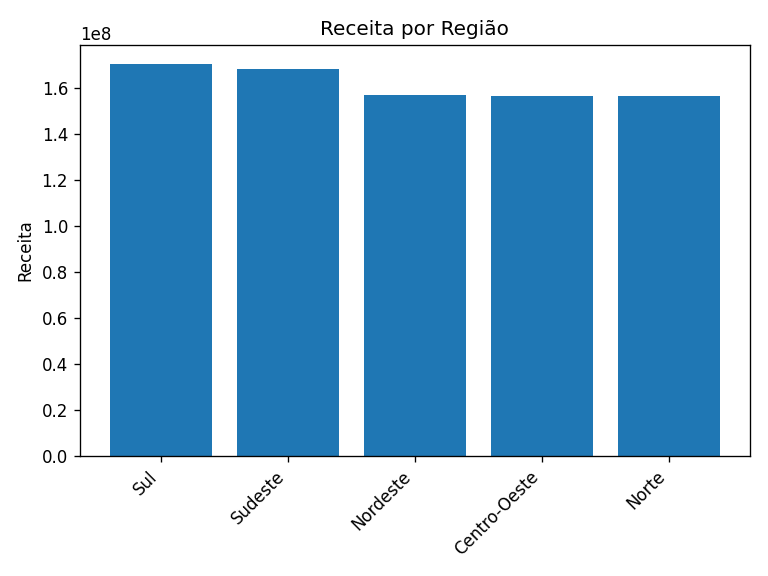 Receita por Região
1e8
1.6
1.4
1.2
1.0
0.8
0.6
0.4
0.2
0.0
Receita
Sul
Sudeste
Nordeste
Centro-Oeste
Norte